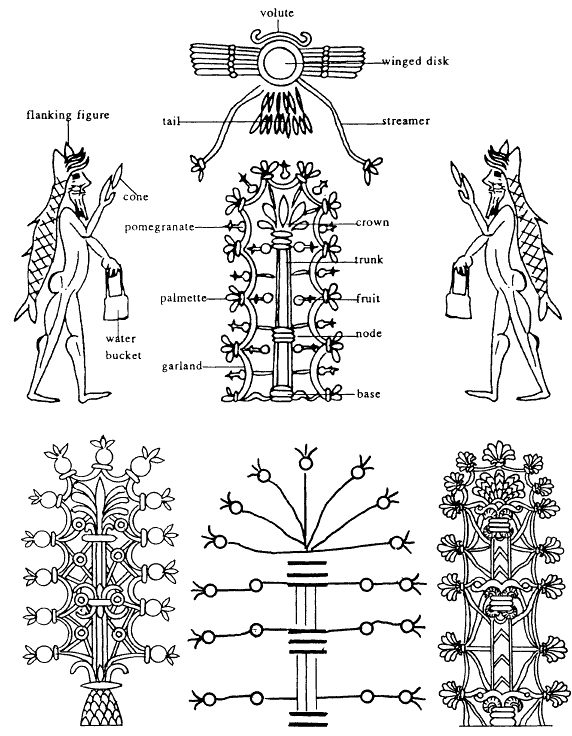 volute
winged disk
flanking figure
tail
streamer
cone
pomegranate
crown
trunk
palmette
fruit
water
bucket
node
garland
base